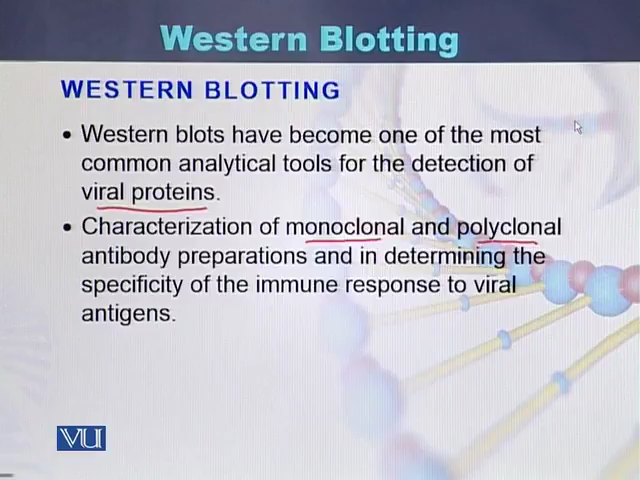 Western Blotting
WESTERN BLOTTING
• Western blots have become one of the most
common analytical tools for the detection of
viral proteins.
• Characterization of monoclonal and polyclonal
antibody preparations and in determining the
specificity of the immune response to viral
antigens.
VU